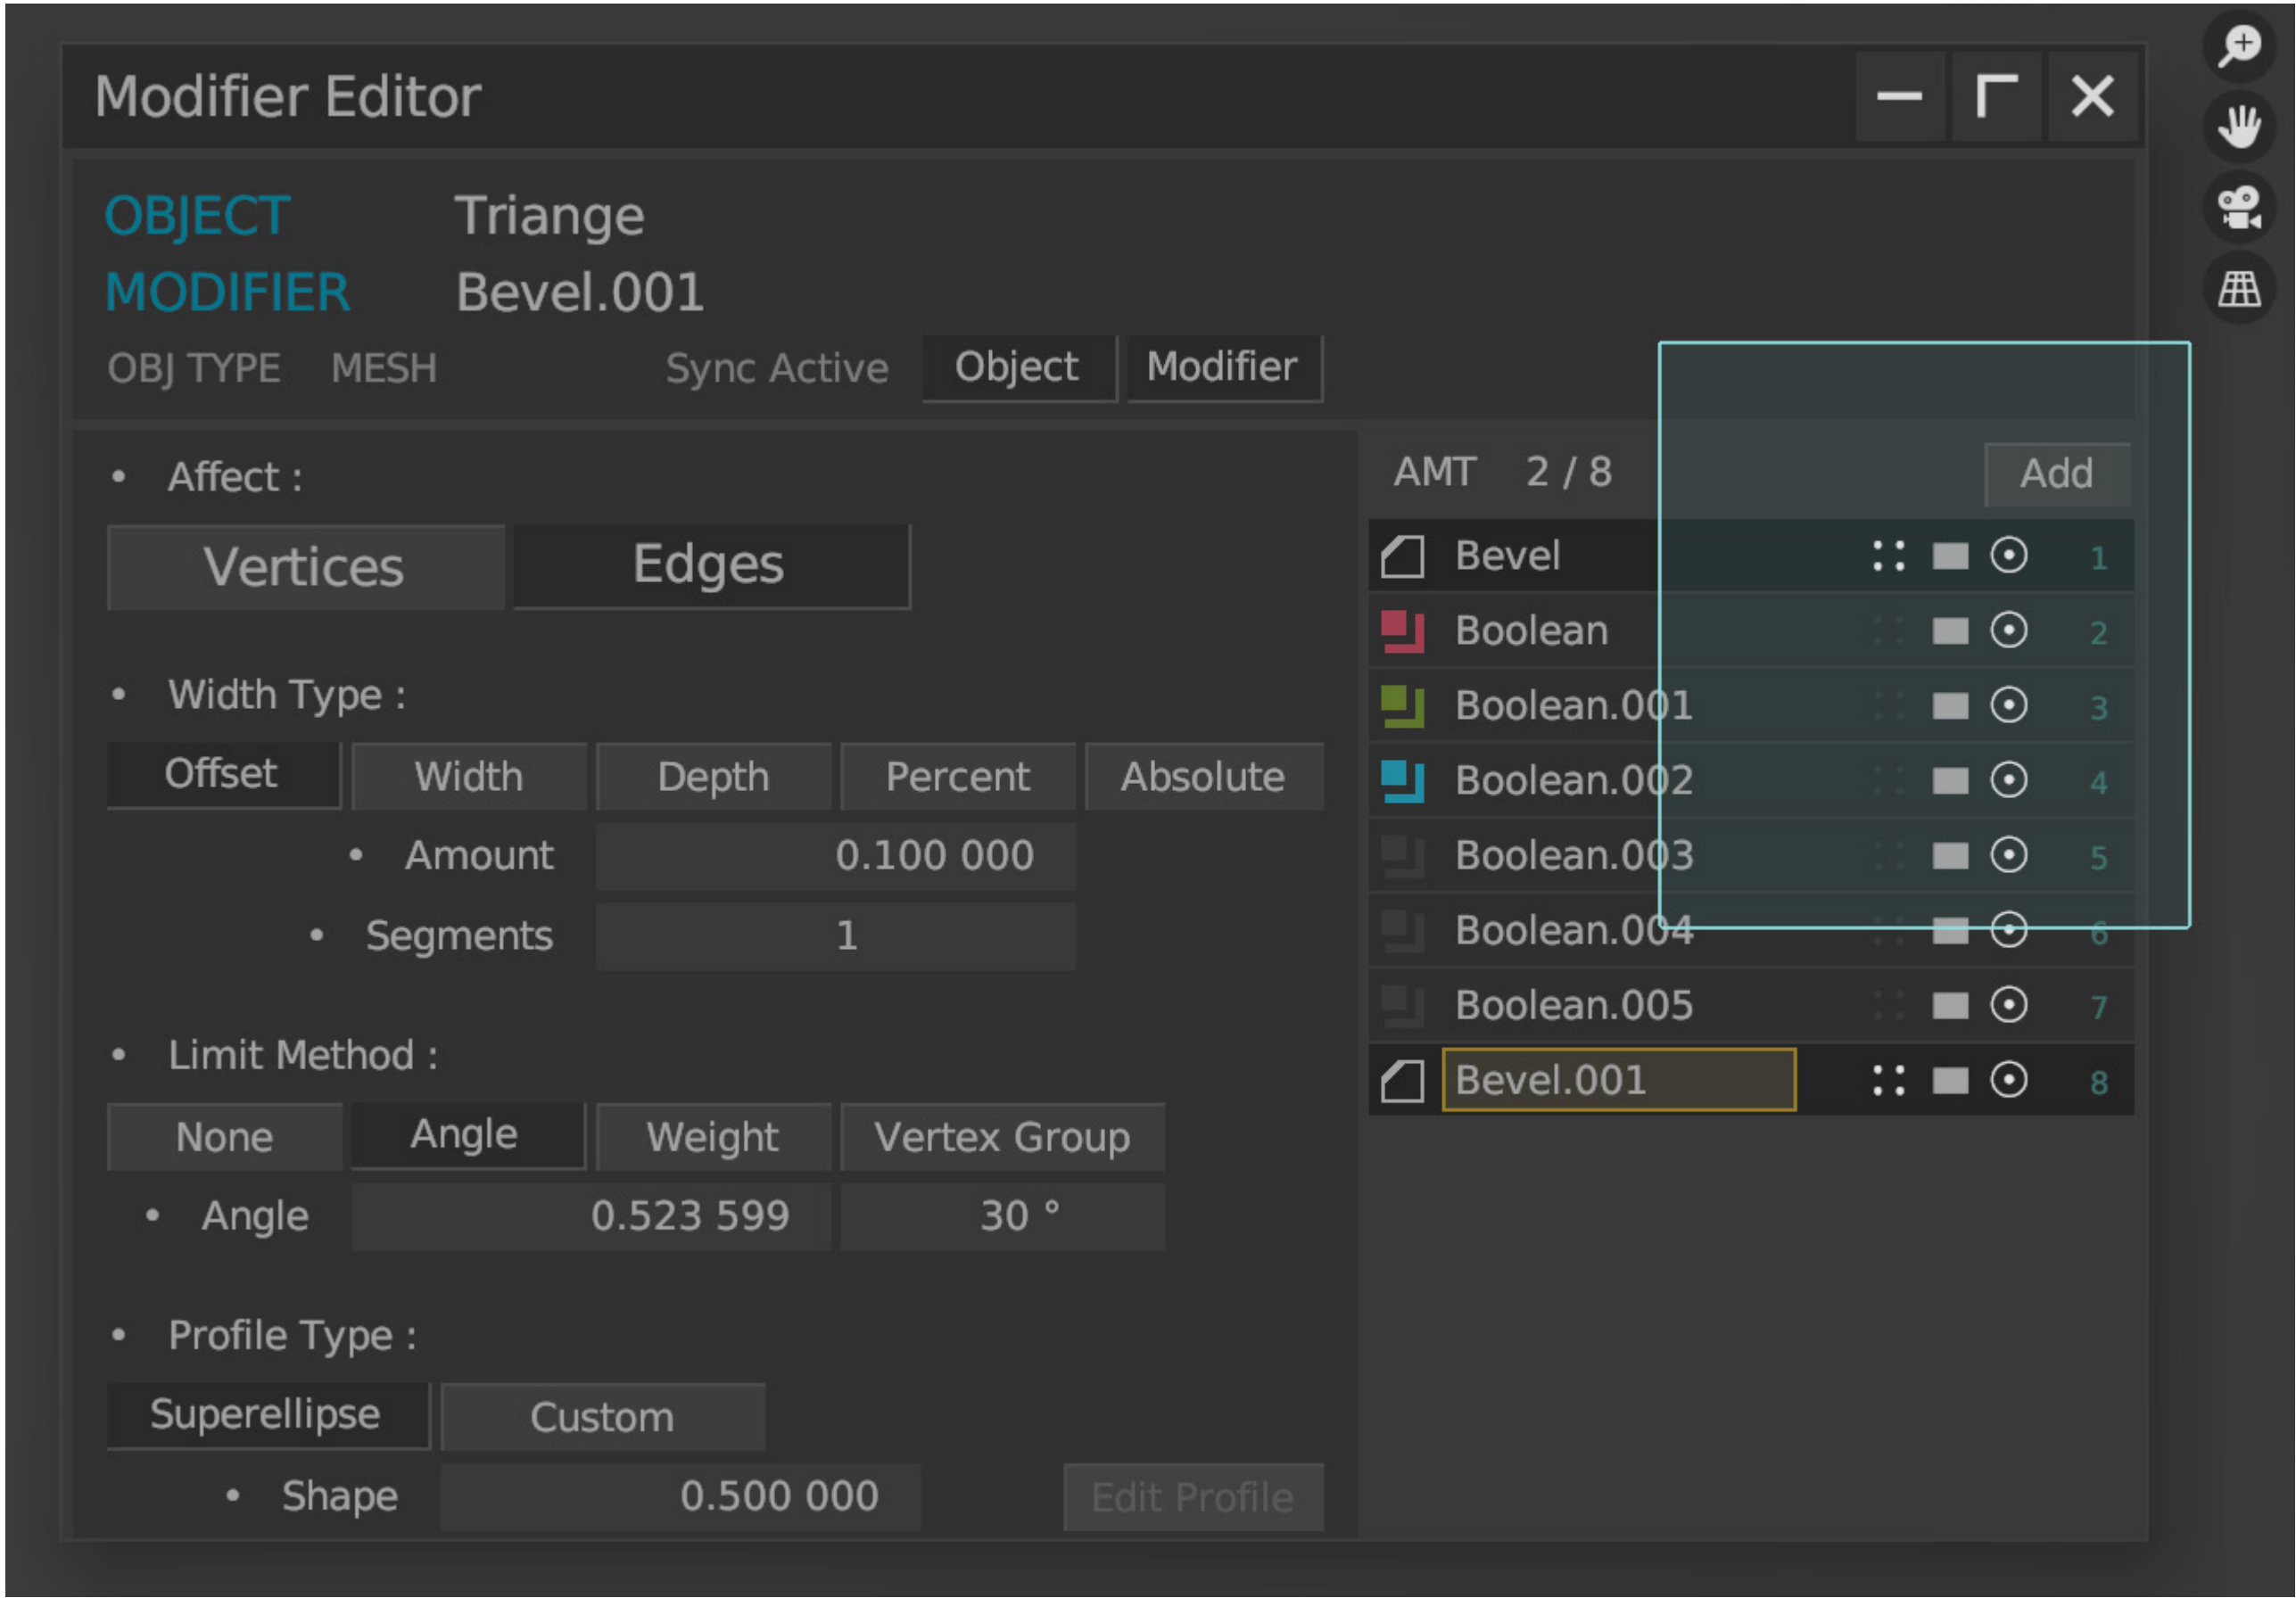 Modifier Editor
OBJECT Triange
MODIFIER Bevel.001
OBJ TYPE MESH Sync Active Object Modifier
• Affect :
Vertices Edges
• Width Type :
Offset Width Depth Percent Absolute
• Amount 0.100 000
• Segments 1
• Limit Method :
None Angle Weight Vertex Group
• Angle 0.523 599 30 °
• Profile Type :
Superellipse Custom
• Shape 0.500 000 Edit Profile
AMT 2 / 8 Add
Bevel 1
Boolean 2
Boolean.001 3
Boolean.002 4
Boolean.003 5
Boolean.004 6
Boolean.005 7
Bevel.001 8